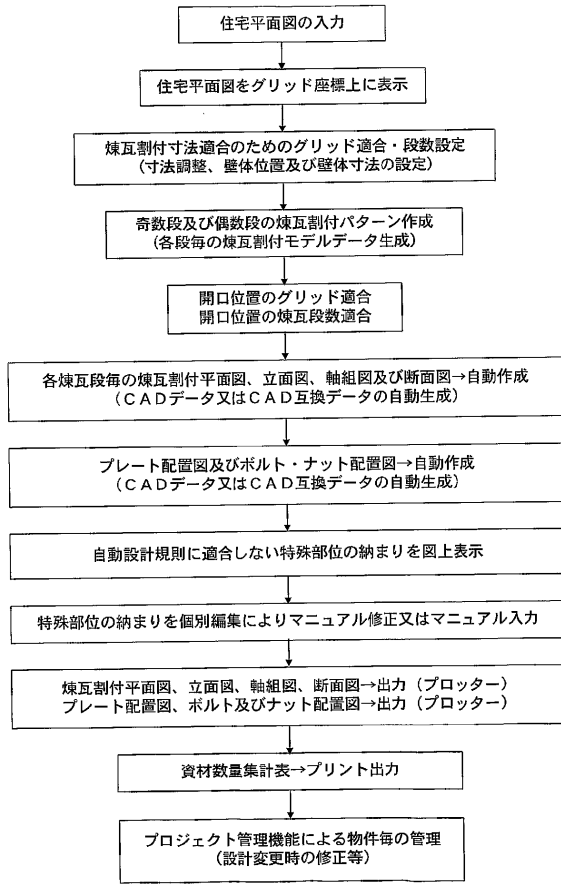 住宅平面図の入力
住宅平面図をグリッド座標上に表示
煉瓦割付寸法適合のためのグリッド適合・段数設定
（寸法調整、壁体位置及び壁体寸法の設定）
奇数段及び偶数段の煉瓦割付パターン作成
（各段毎の煉瓦割付モデルデータ生成）
開口位置のグリッド適合
開口位置の煉瓦段数適合
各煉瓦段毎の煉瓦割付平面図、立面図、軸組図及び断面図→自動作成
（ＣＡＤデータ又はＣＡＤ互換データの自動生成）
プレート配置図及びボルト・ナット配置図→自動作成
（ＣＡＤデータ又はＣＡＤ互換データの自動生成）
自動設計規則に適合しない特殊部位の納まりを図上表示
特殊部位の納まりを個別編集によりマニュアル修正又はマニュアル入力
煉瓦割付平面図、立面図、軸組図、断面図→出力（プロッター）
プレート配置図、ボルト及びナット配置図→出力（プロッター）
資材数量集計表→プリント出力
プロジェクト管理機能による物件毎の管理
（設計変更時の修正等）